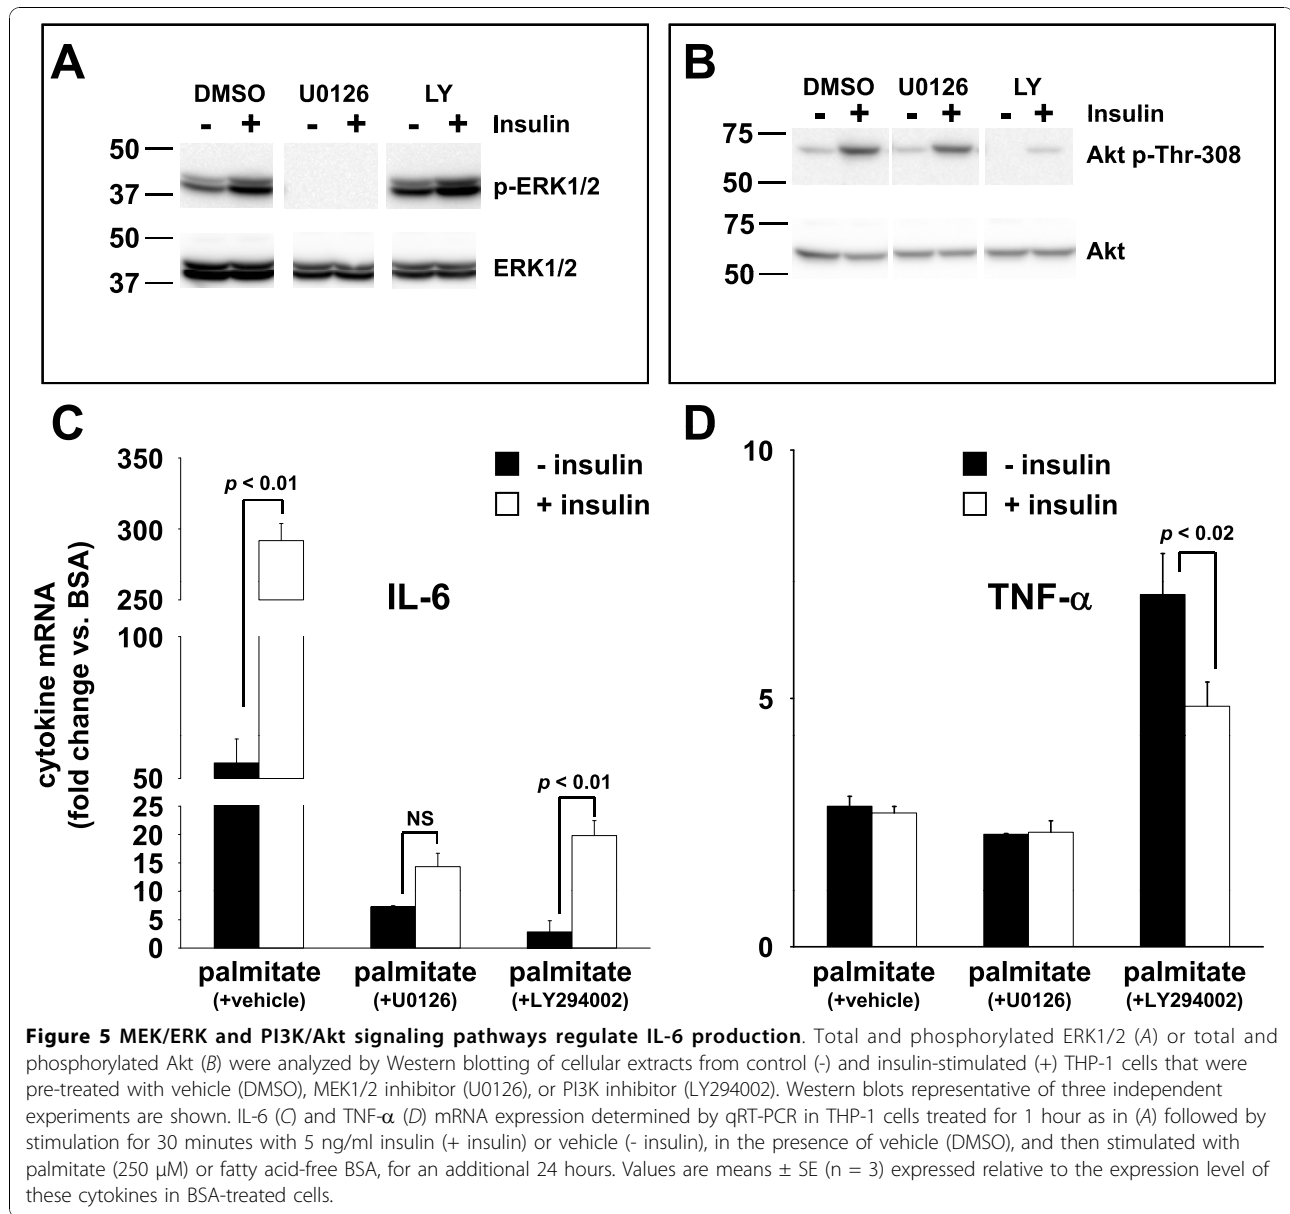 A
DMSO U0126 LY
- + - + - + Insulin
50
37
p-ERK1/2
50
37
ERK1/2
B
DMSO U0126 LY
- + - + - + Insulin
75
50
Akt p-Thr-308
75
50
Akt
C
cytokine mRNA
(fold change vs. BSA)
350
300
250
100
50
25
20
15
10
5
0
- insulin
+ insulin
p < 0.01
IL-6
NS
p < 0.01
palmitate palmitate palmitate
(+vehicle) (+U0126) (+LY294002)
D
10
5
0
- insulin
+ insulin
p < 0.02
TNF-α
palmitate palmitate palmitate
(+vehicle) (+U0126) (+LY294002)
Figure 5 MEK/ERK and PI3K/Akt signaling pathways regulate IL-6 production. Total and phosphorylated ERK1/2 (A) or total and
phosphorylated Akt (B) were analyzed by Western blotting of cellular extracts from control (-) and insulin-stimulated (+) THP-1 cells that were
pre-treated with vehicle (DMSO), MEK1/2 inhibitor (U0126), or PI3K inhibitor (LY294002). Western blots representative of three independent
experiments are shown. IL-6 (C) and TNF-α (D) mRNA expression determined by qRT-PCR in THP-1 cells treated for 1 hour as in (A) followed by
stimulation for 30 minutes with 5 ng/ml insulin (+ insulin) or vehicle (- insulin), in the presence of vehicle (DMSO), and then stimulated with
palmitate (250 μM) or fatty acid-free BSA, for an additional 24 hours. Values are means ± SE (n = 3) expressed relative to the expression level of
these cytokines in BSA-treated cells.